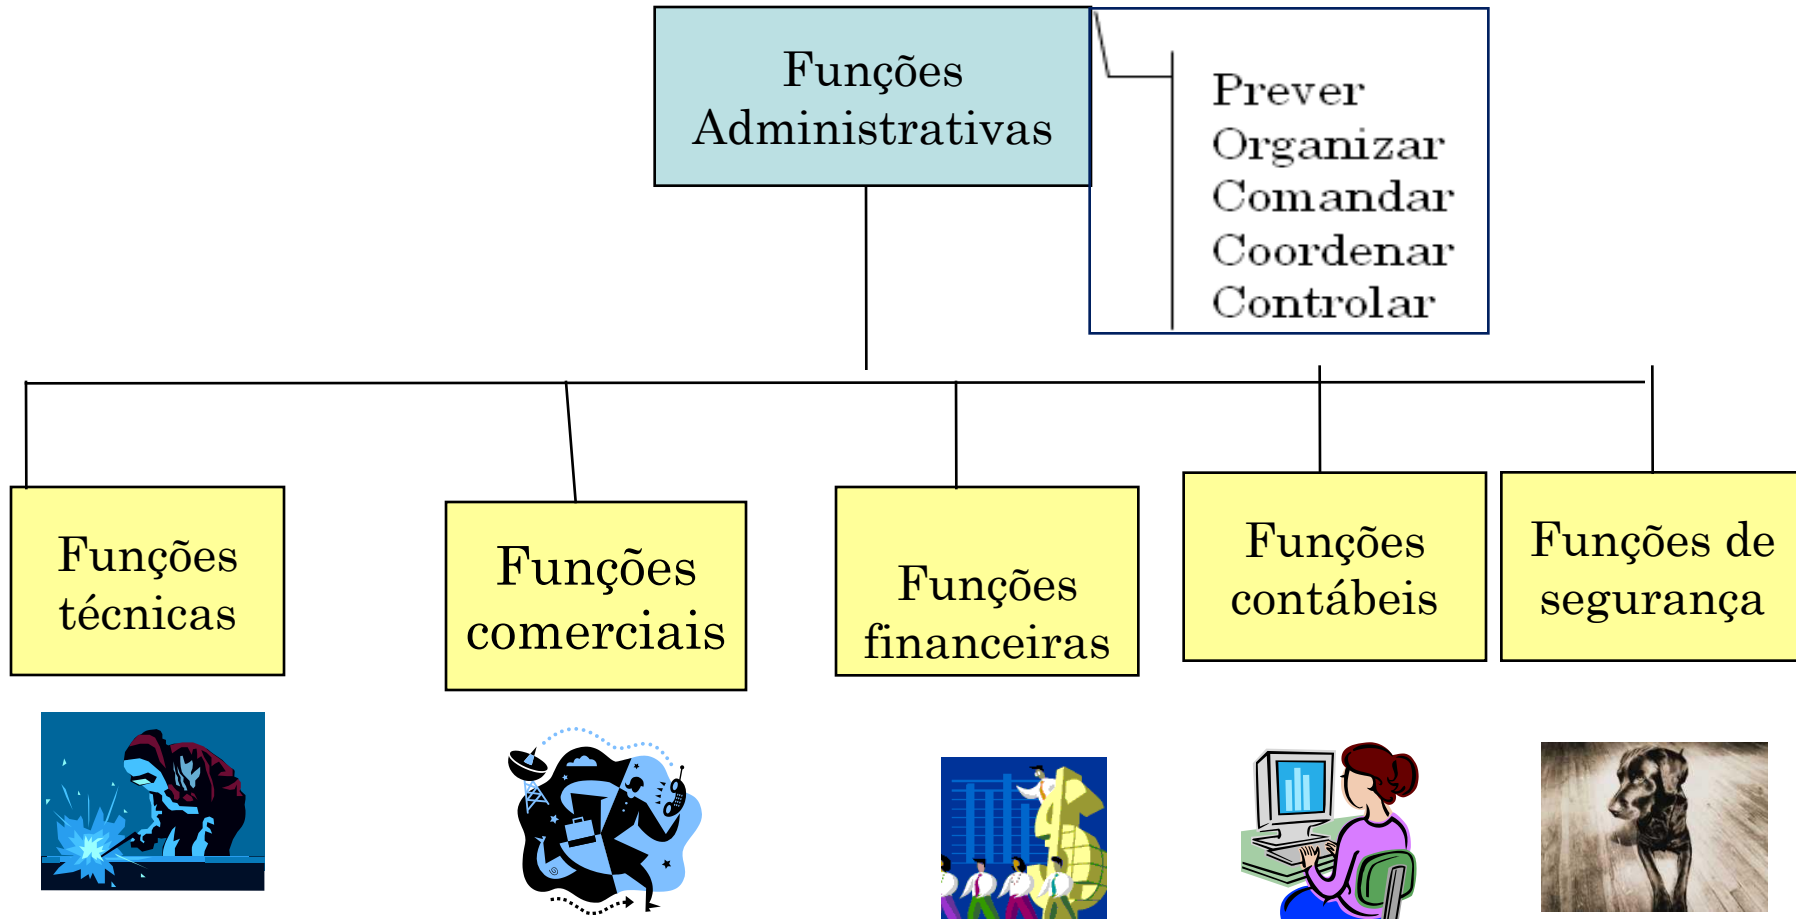 Funções
Administrativas
Prever
Organizar
Comandar
Coordenar
Controlar
Funções
técnicas
Funções
comerciais
Funções
financeiras
Funções
contábeis
Funções de
segurança